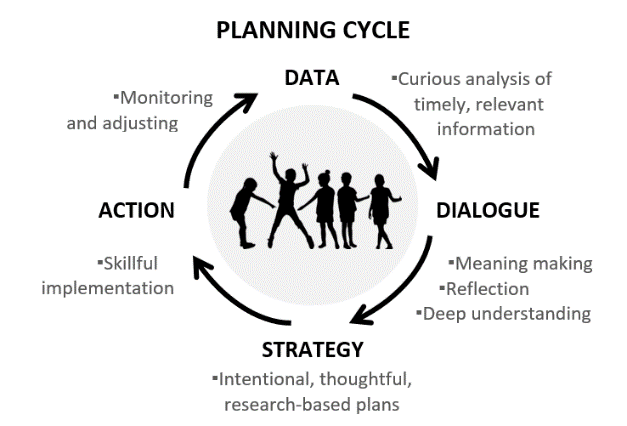 PLANNING CYCLE
DATA
▪Curious analysis of
timely, relevant
information
DIALOGUE
▪Meaning making
▪Reflection
▪Deep understanding
STRATEGY
▪Intentional, thoughtful,
research-based plans
▪Skillful
implementation
ACTION
▪Monitoring
and adjusting